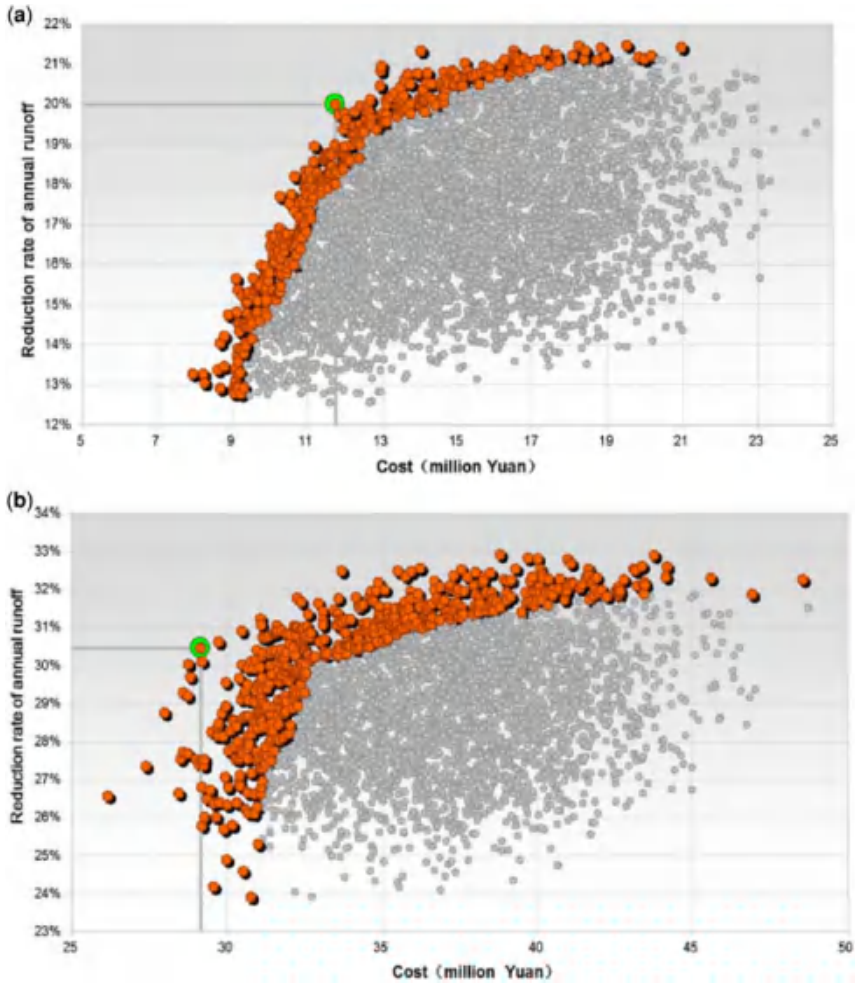 (a)
22%
21%
20%
19%
18%
17%
16%
15%
14%
13%
12%
Reduction rate of annual runoff
5 7 9 11 13 15 17 19 21 23 25
Cost (million Yuan)
(b)
34%
33%
32%
31%
30%
29%
28%
27%
26%
25%
24%
23%
Reduction rate of annual runoff
25 30 35 40 45 50
Cost (million Yuan)